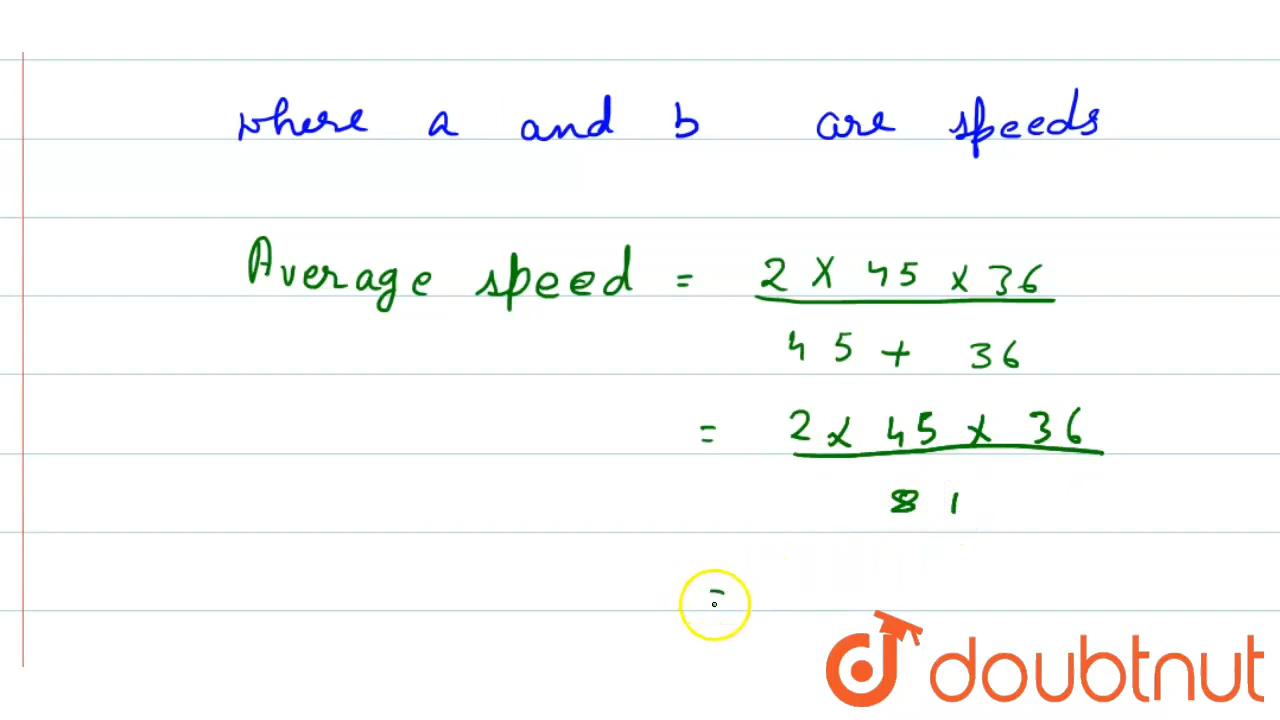 where a and b are speeds
Average speed = 2 X 45 x 36
45 + 36
= 2 x 45 x 36
81
=
doubtnut